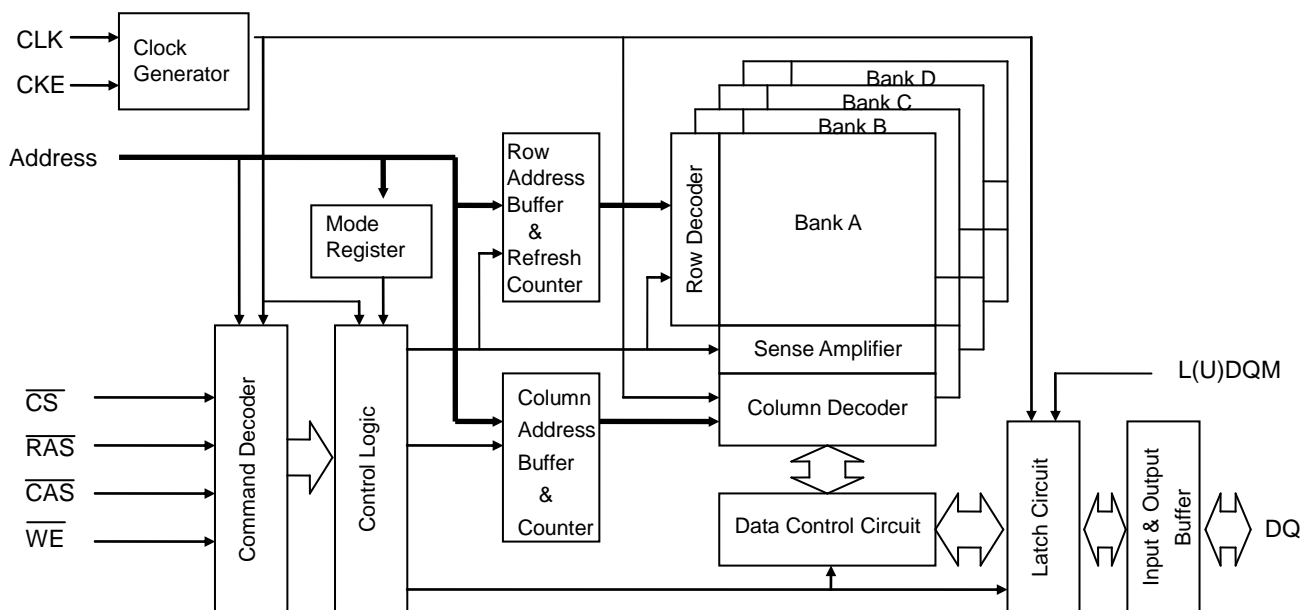 CLK
CKE
Clock
Generator
Address
Mode
Register
Row
Address
Buffer
&
Refresh
Counter
Row Decoder
Bank A
Bank B
Bank C
Bank D
Sense Amplifier
Column Decoder
CS
RAS
CAS
WE
Command Decoder
Control Logic
Column
Address
Buffer
&
Counter
Data Control Circuit
L(U)DQM
Latch Circuit
Input & Output
Buffer
DQ